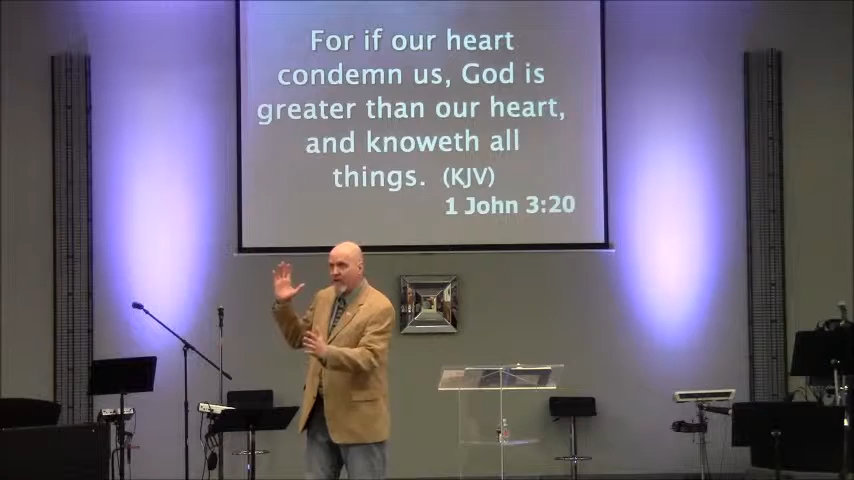 For if our heart
condemn us, God is
greater than our heart,
and knoweth all
things. (KJV)
1 John 3:20